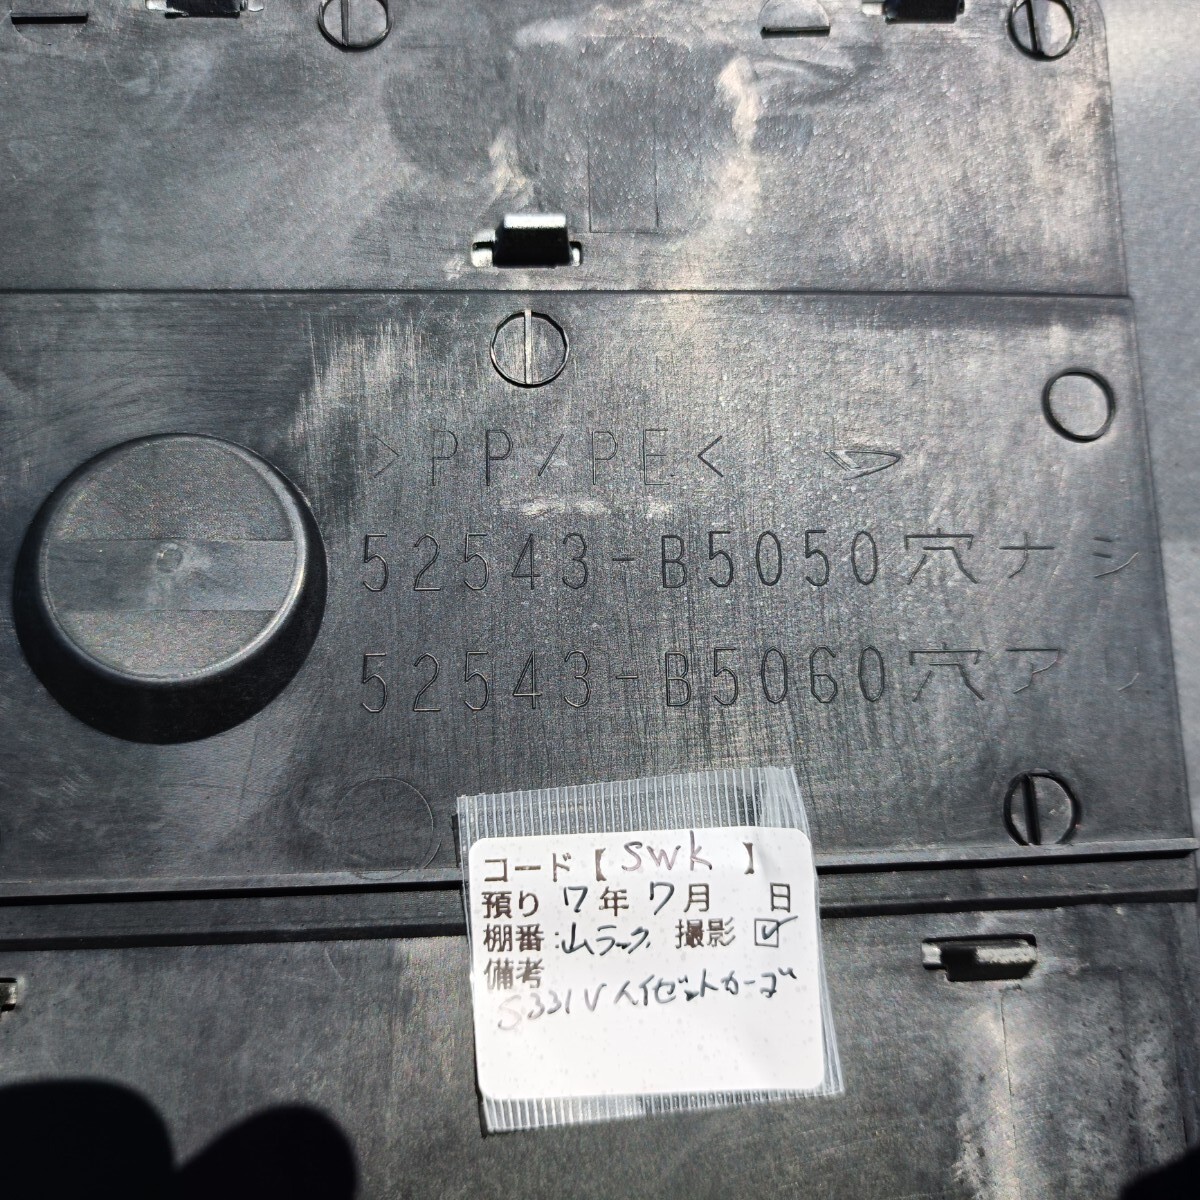 >PP/PE<
52543-B5050穴ナシ
52543-B5060穴ア
コード【 SWK 】
預り 7年 7月 日
棚番:山ラック 撮影 ☑
備考
S331V ハイゼットカーゴ